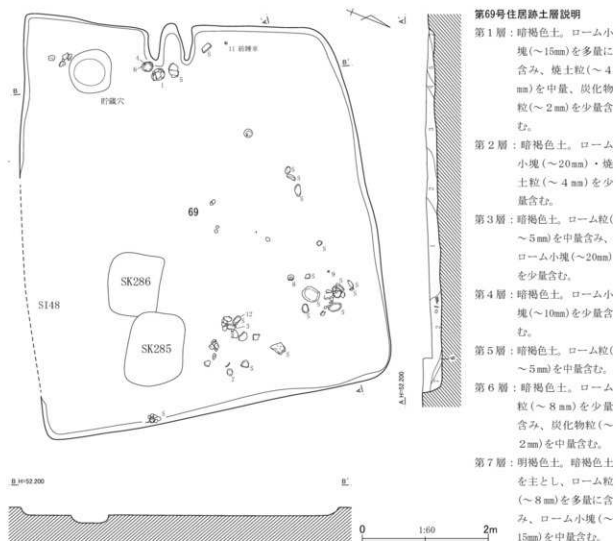 第69号住居跡土層説明
第1層：暗褐色土。ローム小
塊(～15㎜)を多量に
含み、焼土粒(～4
㎜)を中量、炭化物
粒(～2㎜)を少量含
む。
第2層：暗褐色土。ローム
小塊(～20㎜)・焼
土粒(～4㎜)を少
量含む。
第3層：暗褐色土。ローム粒(
～5㎜)を中量含み、
ローム小塊(～20㎜)
を少量含む。
第4層：暗褐色土。ローム小
塊(～10㎜)を少量含
む。
第5層：暗褐色土。ローム粒(
～5㎜)を中量含む。
第6層：暗褐色土。ローム
粒(～8㎜)を少量
含み、炭化物粒(～
2㎜)を中量含む。
第7層：明褐色土。暗褐色土
を主とし、ローム粒
(～8㎜)を多量に含
み、ローム小塊(～
15㎜)を中量含む。
11 紡錘車
貯蔵穴
69
SK286
SI48
SK285
12
3
2
A H=52.200
B H=52.200
B'
0 1:60 2m